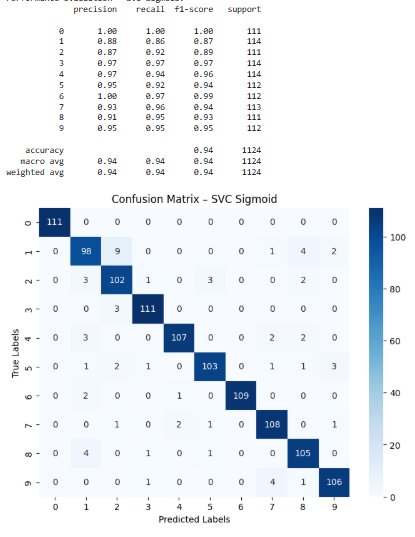 precision recall f1-score support
0 1.00 1.00 1.00 111
1 0.88 0.86 0.87 114
2 0.87 0.92 0.89 111
3 0.97 0.97 0.97 114
4 0.97 0.94 0.96 114
5 0.95 0.92 0.94 112
6 1.00 0.97 0.99 112
7 0.93 0.96 0.94 113
8 0.91 0.95 0.93 111
9 0.95 0.95 0.95 112
accuracy 0.94 1124
macro avg 0.94 0.94 0.94 1124
weighted avg 0.94 0.94 0.94 1124
Confusion Matrix – SVC Sigmoid
0 111 0 0 0 0 0 0 0 0 0
1 0 98 9 0 0 0 0 1 4 2
2 0 3 102 1 0 3 0 0 2 0
3 0 0 3 111 0 0 0 0 0 0
4 0 3 0 0 107 0 0 2 2 0
5 0 1 2 1 0 103 0 1 1 3
6 0 2 0 0 1 0 109 0 0 0
7 0 0 1 0 2 1 0 108 0 1
8 0 4 0 1 0 1 0 0 105 0
9 0 0 0 1 0 0 0 4 1 106
0 1 2 3 4 5 6 7 8 9
True Labels
Predicted Labels
100
80
60
40
20
0